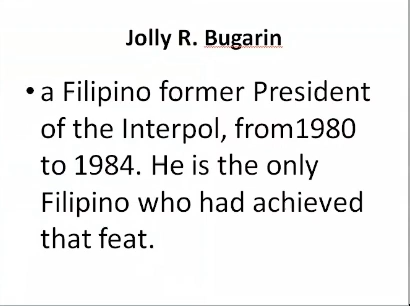 Jolly R. Bugarin
• a Filipino former President
of the Interpol, from1980
to 1984. He is the only
Filipino who had achieved
that feat.